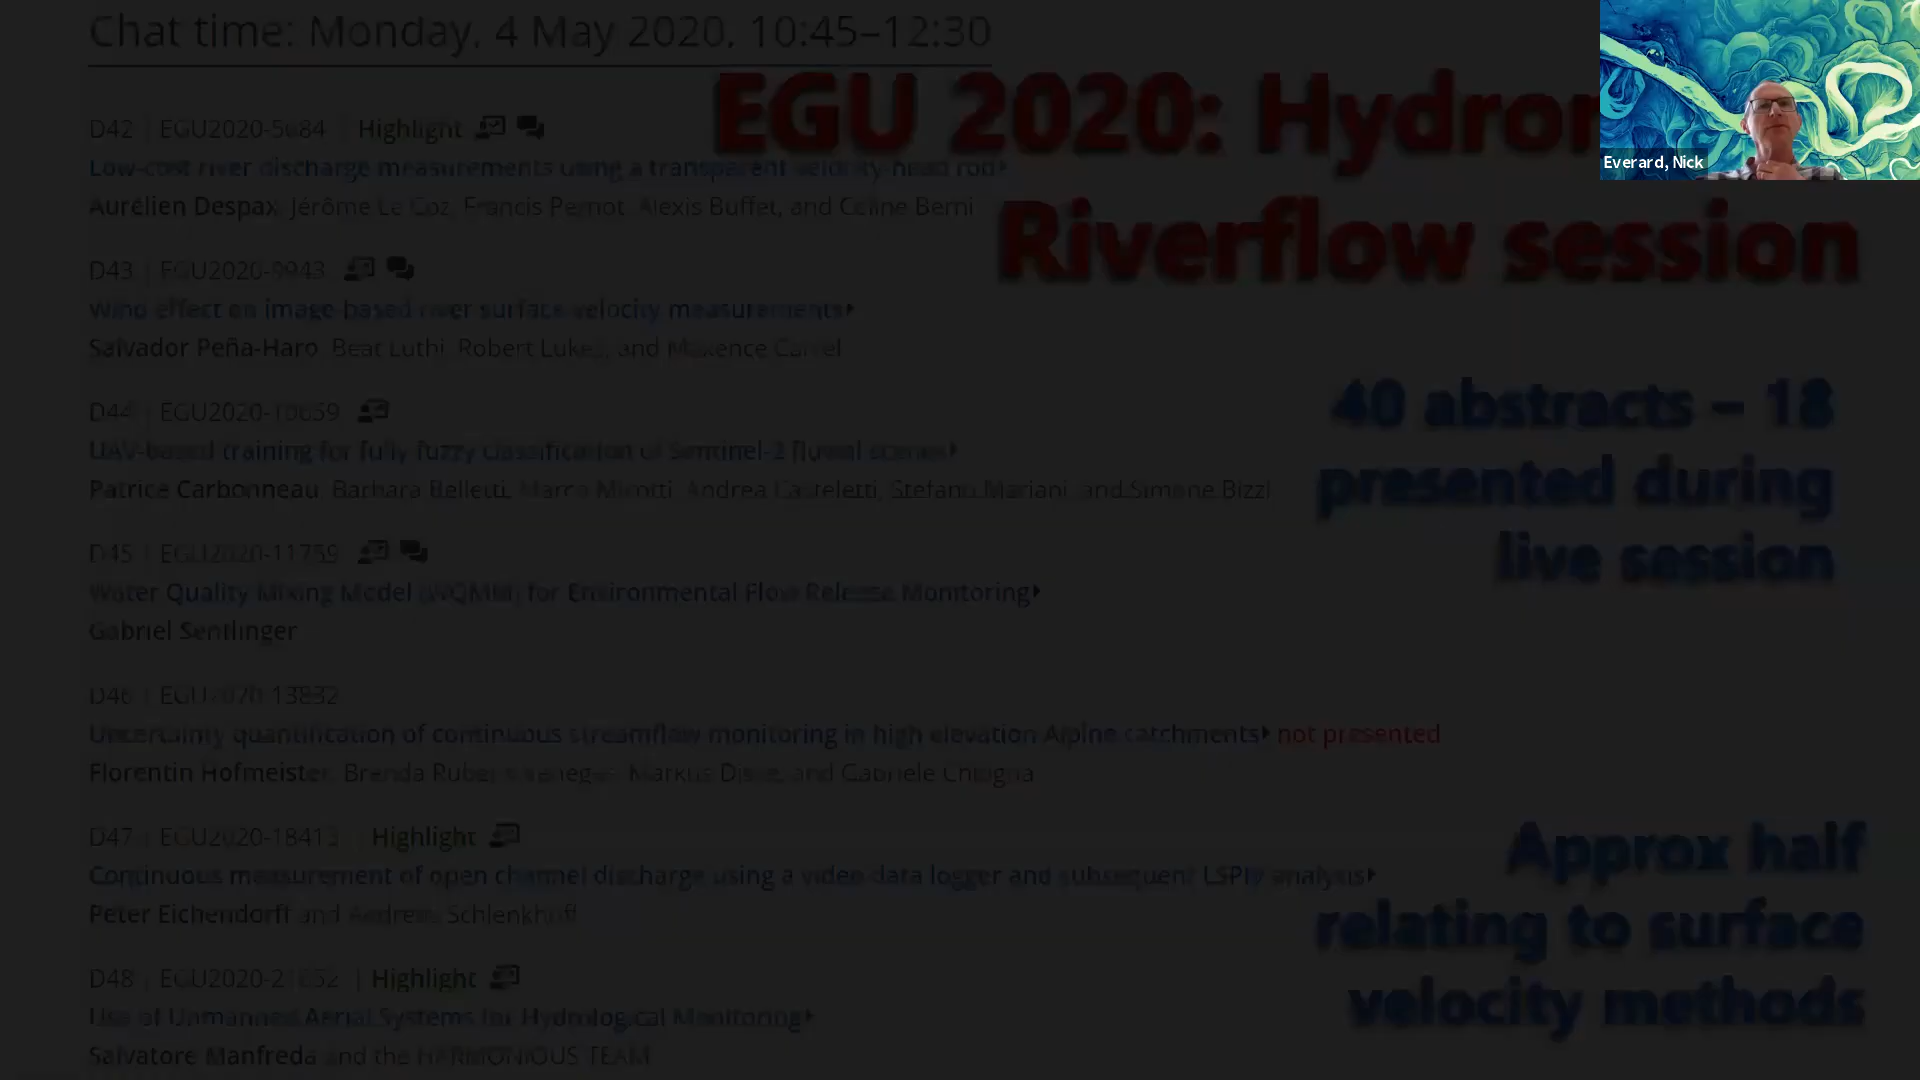 Chat time: Monday, 4 May 2020, 10:45–12:30
EGU 2020: Hydrom
Riverflow session
Everard, Nick
D42 | EGU2020-5684 | Highlight
Low-cost river discharge measurements using a transparent velocity-head rod
Aurélien Despax, Jérôme Le Coz, Francis Pernot, Alexis Buffet, and Céline Berni
D43 | EGU2020-9943
Wind effect on image-based river surface velocity measurements
Salvador Peña-Haro, Beat Luthi, Robert Lukes, and Maxence Carrel
D44 | EGU2020-10659
UAV-based training for fully fuzzy classification of Sentinel-2 fluvial scenes
Patrice Carbonneau, Barbara Belletti, Marco Micotti, Andrea Casteletti, Stefano Mariani, and Simone Bizzi
40 abstracts – 18
presented during
live session
D45 | EGU2020-11759
Water Quality Mixing Model (WQMM) for Environmental Flow Release Monitoring
Gabriel Sentlinger
D46 | EGU2020-13832
Uncertainty quantification of continuous streamflow monitoring in high elevation Alpine catchments not presented
Florentin Hofmeister, Brenda Rubens Venegas, Markus Disse, and Gabriele Chiogna
D47 | EGU2020-18413 | Highlight
Continuous measurement of open channel discharge using a video data logger and subsequent LSPIV analysis
Peter Eichendorff and Andreas Schlenkhoff
D48 | EGU2020- | Highlight
Use of Unmanned Aerial Systems for Hydrological Monitoring
Salvatore Manfreda and the HARMONIOUS TEAM
Approx half
relating to surface
velocity methods